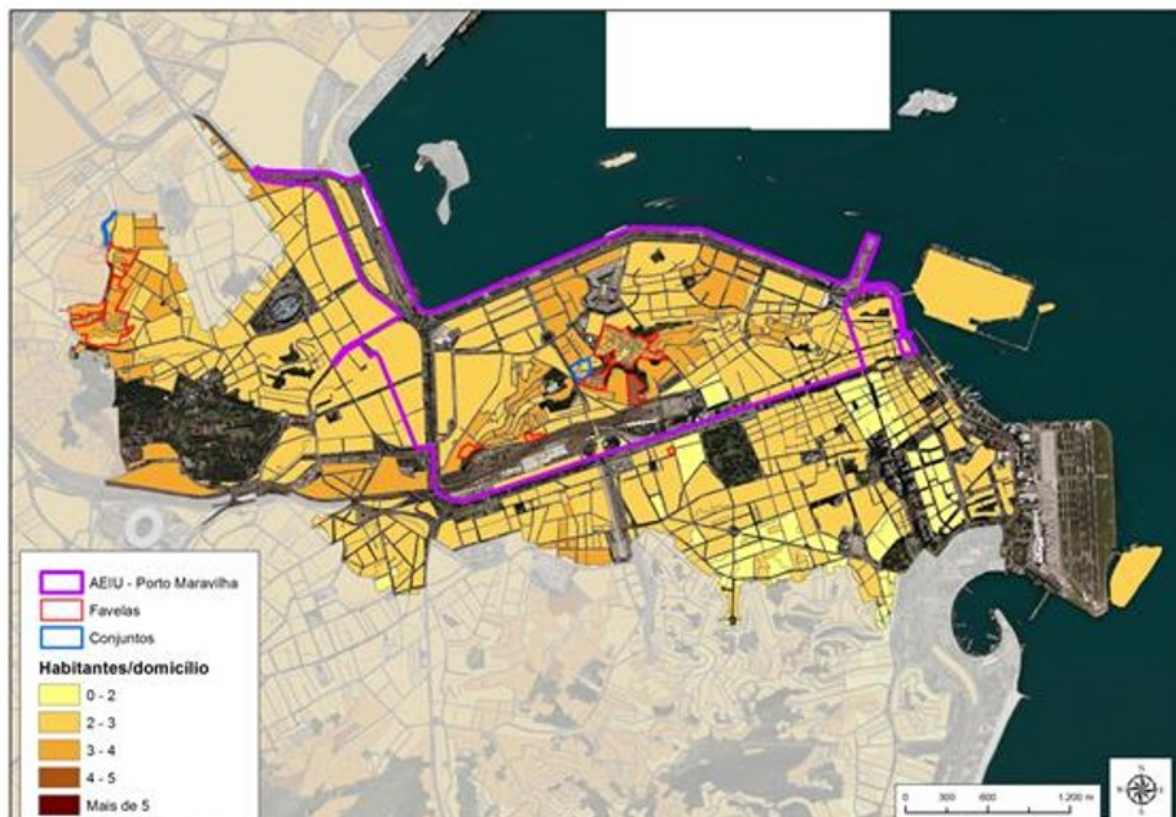 AEIU - Porto Maravilha
Favelas
Conjuntos
Habitantes/domicílio
0 - 2
2 - 3
3 - 4
4 - 5
Mais de 5
0 300 600 1.200 m
N